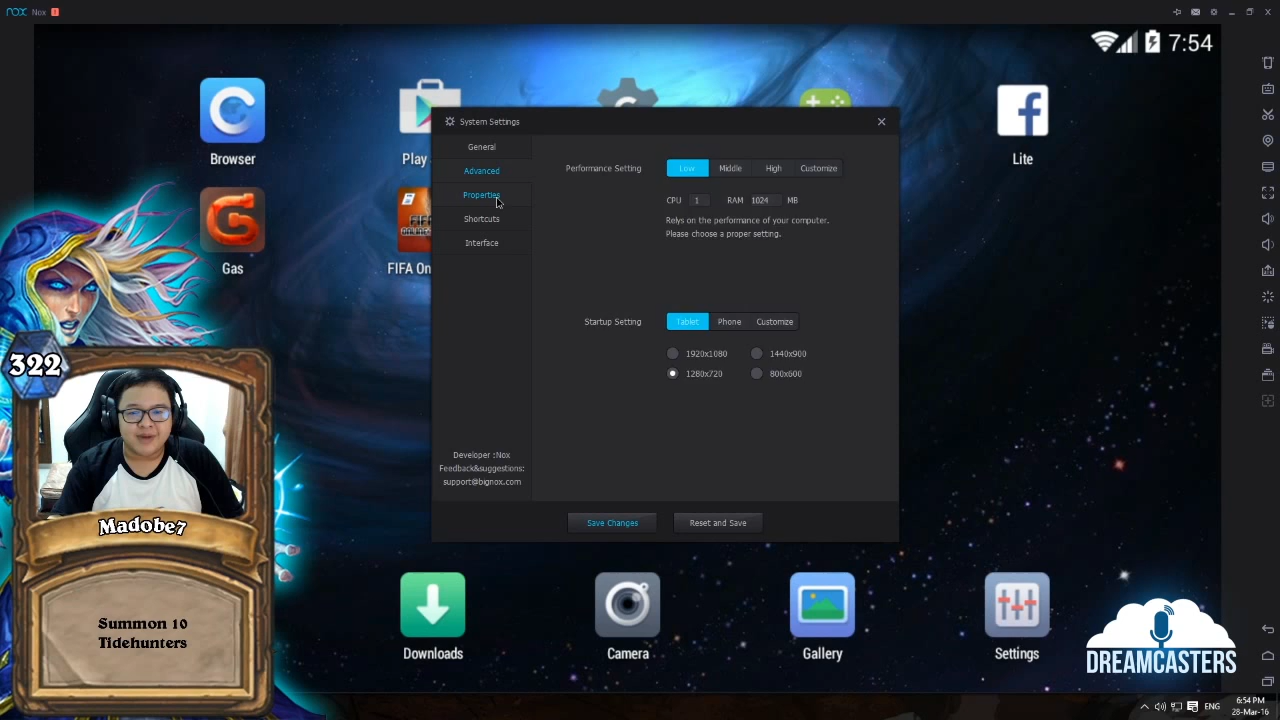 nox Nox
7:54
Browser
Play
Lite
Gas
FIFA On
System Settings
General
Advanced
Properties
Shortcuts
Interface
Performance Setting
Low Middle High Customize
CPU 1 RAM 1024 MB
Relys on the performance of your computer.
Please choose a proper setting.
Startup Setting
Tablet Phone Customize
1920x1080 1440x900
1280x720 800x600
Developer :Nox
Feedback&suggestions:
support@bignox.com
Save Changes Reset and Save
322
Madobe7
Summon 10
Tidehunters
Downloads
Camera
Gallery
Settings
DREAMCASTERS
ENG
6:54 PM
28-Mar-16